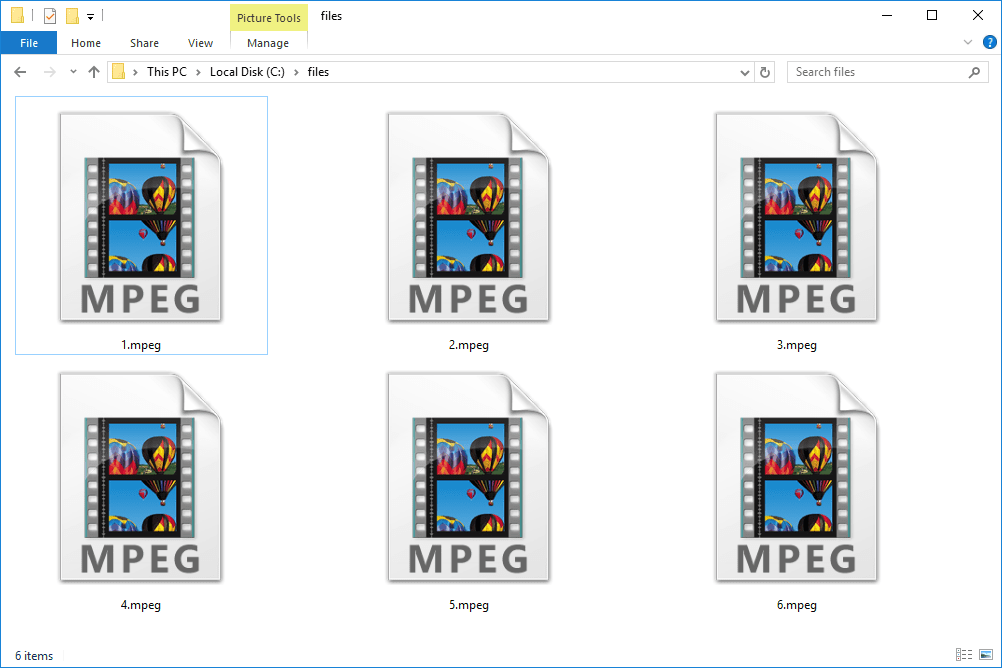 Picture Tools files
File Home Share View Manage
?
This PC Local Disk (C:) files
Search files
MPEG MPEG MPEG
1.mpeg 2.mpeg 3.mpeg
MPEG MPEG MPEG
4.mpeg 5.mpeg 6.mpeg
6 items